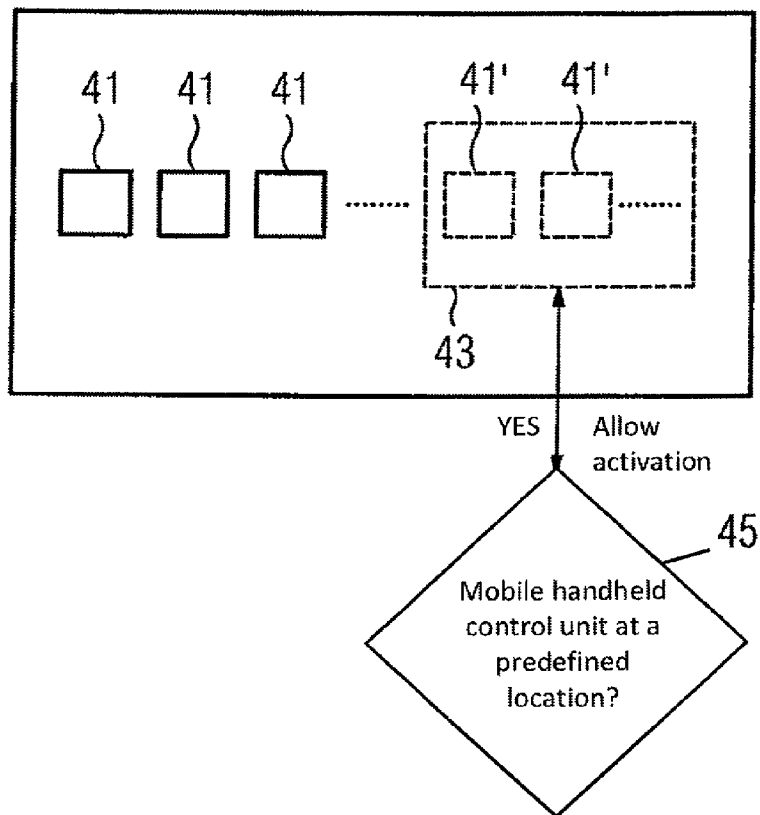 41 41 41 41' 41'
43
YES Allow
activation
45
Mobile handheld
control unit at a
predefined
location?